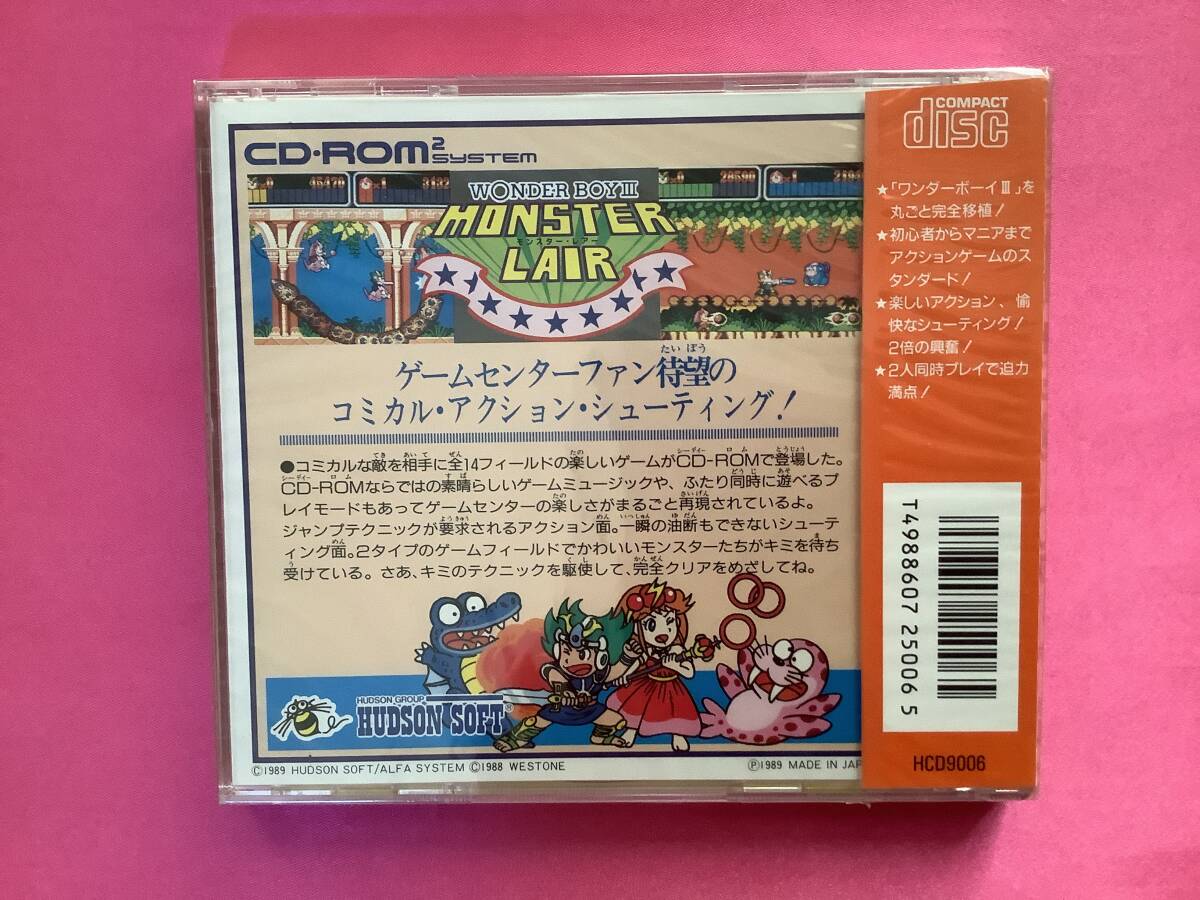 CD・ROM2 SYSTEM
WONDER BOY III
MONSTER
モンスター・レアー
LAIR
ゲームセンターファン待望の
たいぼう
コミカル・アクション・シューティング!
●コミカルな敵を相手に全14フィールドの楽しいゲームがCD-ROMで登場した。
CD-ROMならではの素晴らしいゲームミュージックや、ふたり同時に遊べるプ
レイモードもあってゲームセンターの楽しさがまるごと再現されているよ。
ジャンプテクニックが要求されるアクション面。一瞬の油断もできないシューテ
ィング面。2タイプのゲームフィールドでかわいいモンスターたちがキミを待ち
受けている。さあ、キミのテクニックを駆使して、完全クリアをめざしてね。
HUDSON GROUP
HUDSON SOFT®
©1989 HUDSON SOFT/ALFA SYSTEM ©1988 WESTONE
Ⓟ1989 MADE IN JAP
COMPACT
disc
★「ワンダーボーイⅢ」を
丸ごと完全移植!
★初心者からマニアまで
アクションゲームのス
タンダード!
★楽しいアクション、愉
快なシューティング!
2倍の興奮!
★2人同時プレイで迫力
満点!
T4988607 25006 5
HCD9006